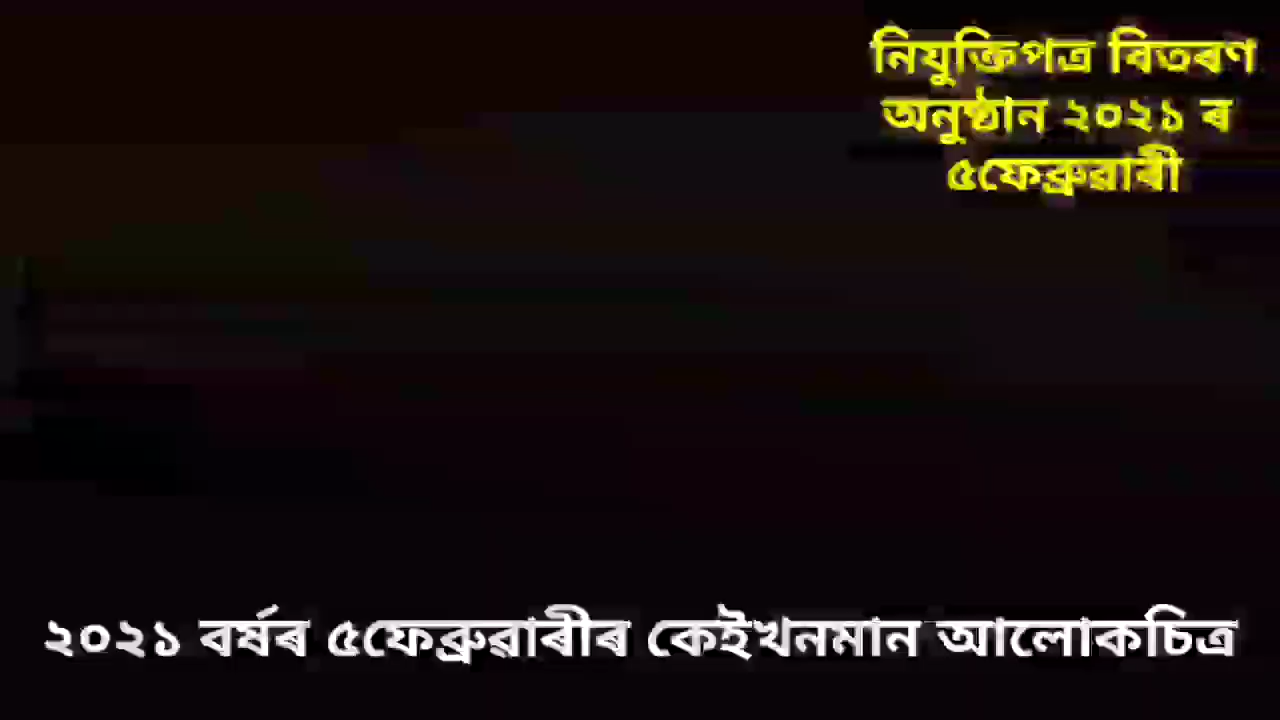 নিযুক্তিপত্ৰ বিতৰণ
অনুষ্ঠান ২০২১ ৰ
৫ফেব্ৰুৱাৰী
২০২১ বৰ্ষৰ ৫ফেব্ৰুৱাৰীৰ কেইখনমান আলোকচিত্ৰ